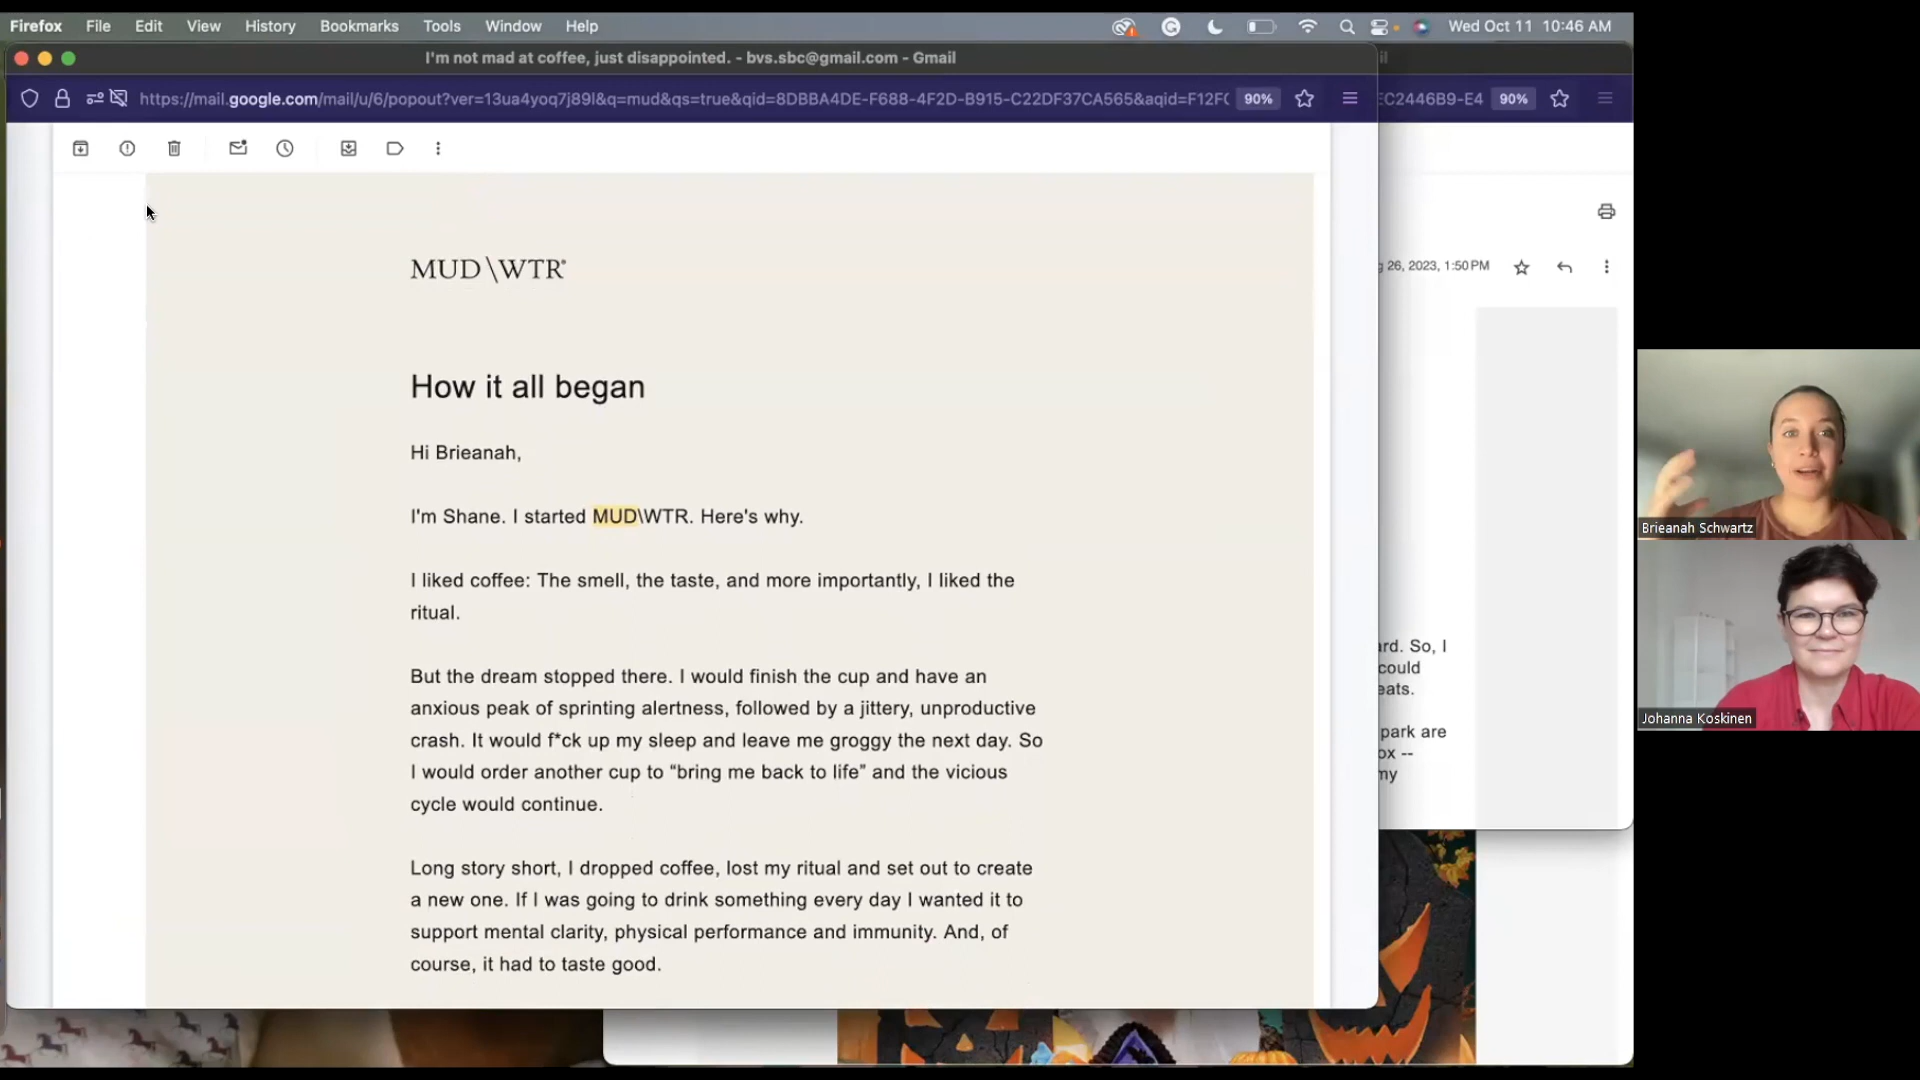 Firefox File Edit View History Bookmarks Tools Window Help Wed Oct 11 10:46 AM
I'm not mad at coffee, just disappointed. - bvs.sbc@gmail.com - Gmail
https://mail.google.com/mail/u/6/popout?ver=13ua4yoq7j89l&q=mud&qs=true&qid=8DBBA4DE-F688-4F2D-B915-C22DF37CA565&aqid=F12F 90%
EC2446B9-E4 90%
26, 2023, 1:50 PM
MUD\WTR®
How it all began
Hi Brieanah,
I'm Shane. I started MUD\WTR. Here's why.
I liked coffee: The smell, the taste, and more importantly, I liked the
ritual.
But the dream stopped there. I would finish the cup and have an
anxious peak of sprinting alertness, followed by a jittery, unproductive
crash. It would f*ck up my sleep and leave me groggy the next day. So
I would order another cup to “bring me back to life” and the vicious
cycle would continue.
Long story short, I dropped coffee, lost my ritual and set out to create
a new one. If I was going to drink something every day I wanted it to
support mental clarity, physical performance and immunity. And, of
course, it had to taste good.
ard. So, I
could
eats.
park are
ox --
my
Brieanah Schwartz
Johanna Koskinen